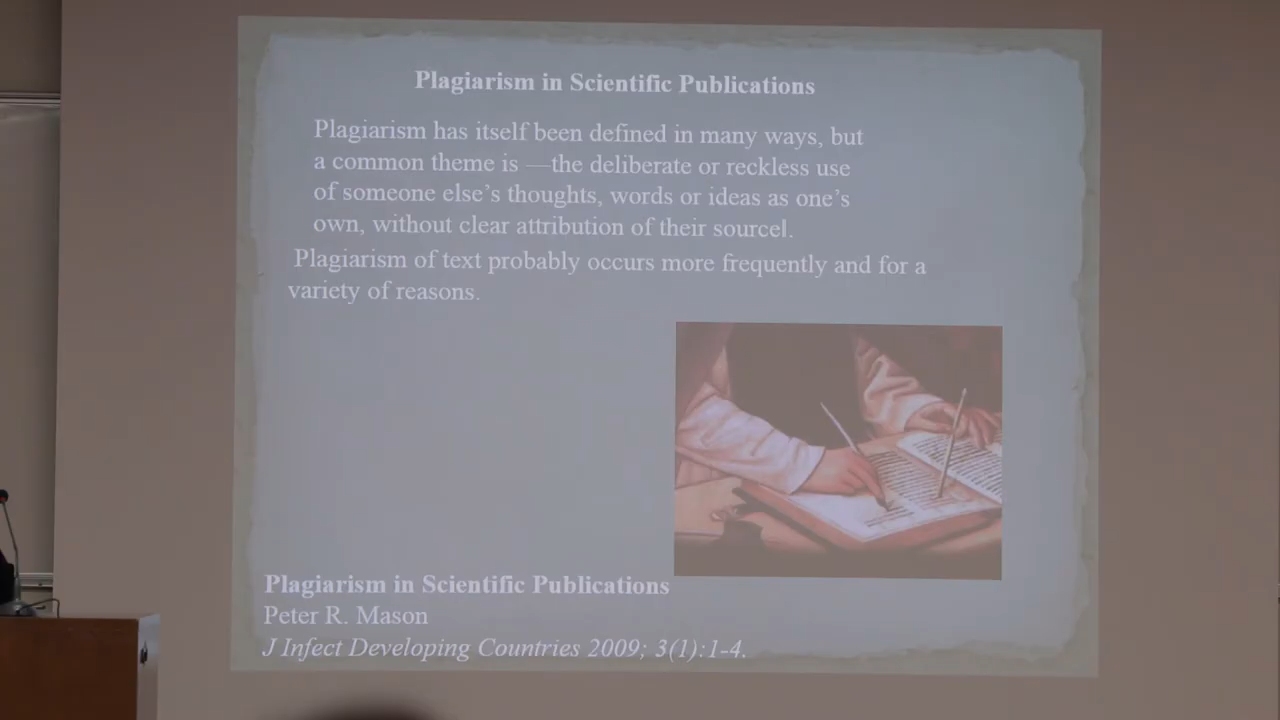 Plagiarism in Scientific Publications
Plagiarism has itself been defined in many ways, but
a common theme is ―the deliberate or reckless use
of someone else’s thoughts, words or ideas as one’s
own, without clear attribution of their sourcel.
Plagiarism of text probably occurs more frequently and for a
variety of reasons.
Plagiarism in Scientific Publications
Peter R. Mason
J Infect Developing Countries 2009; 3(1):1-4.